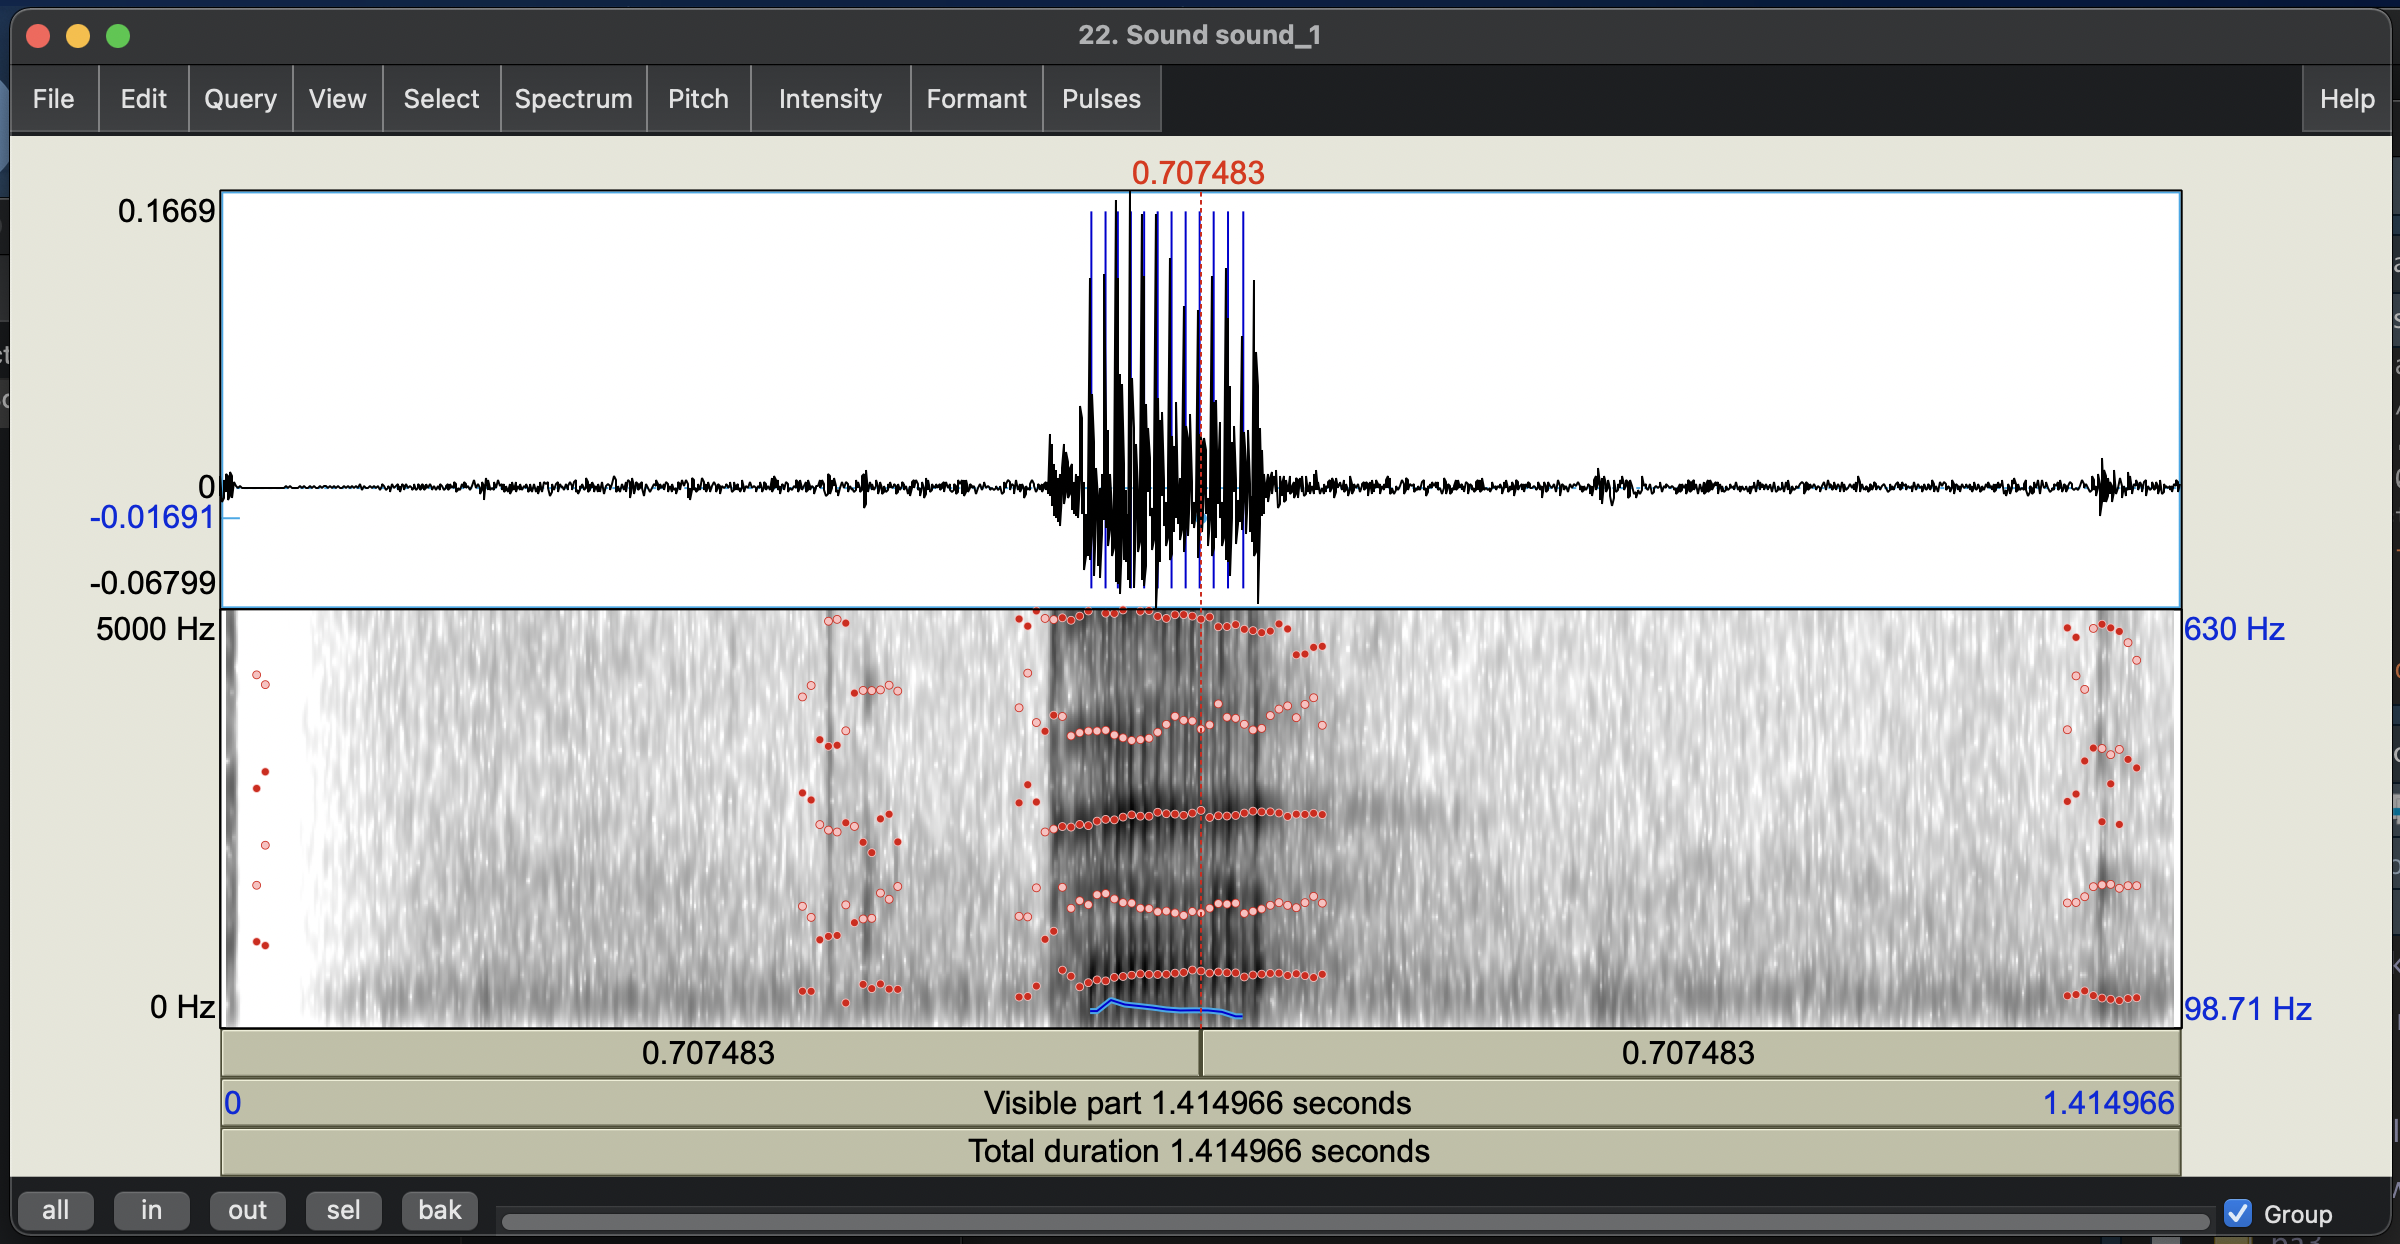 22. Sound sound_1
File Edit Query View Select Spectrum Pitch Intensity Formant Pulses Help
0.707483
0.1669
0
-0.01691
-0.06799
5000 Hz 630 Hz
0 Hz 98.71 Hz
0.707483 0.707483
0 Visible part 1.414966 seconds 1.414966
Total duration 1.414966 seconds
all in out sel bak Group